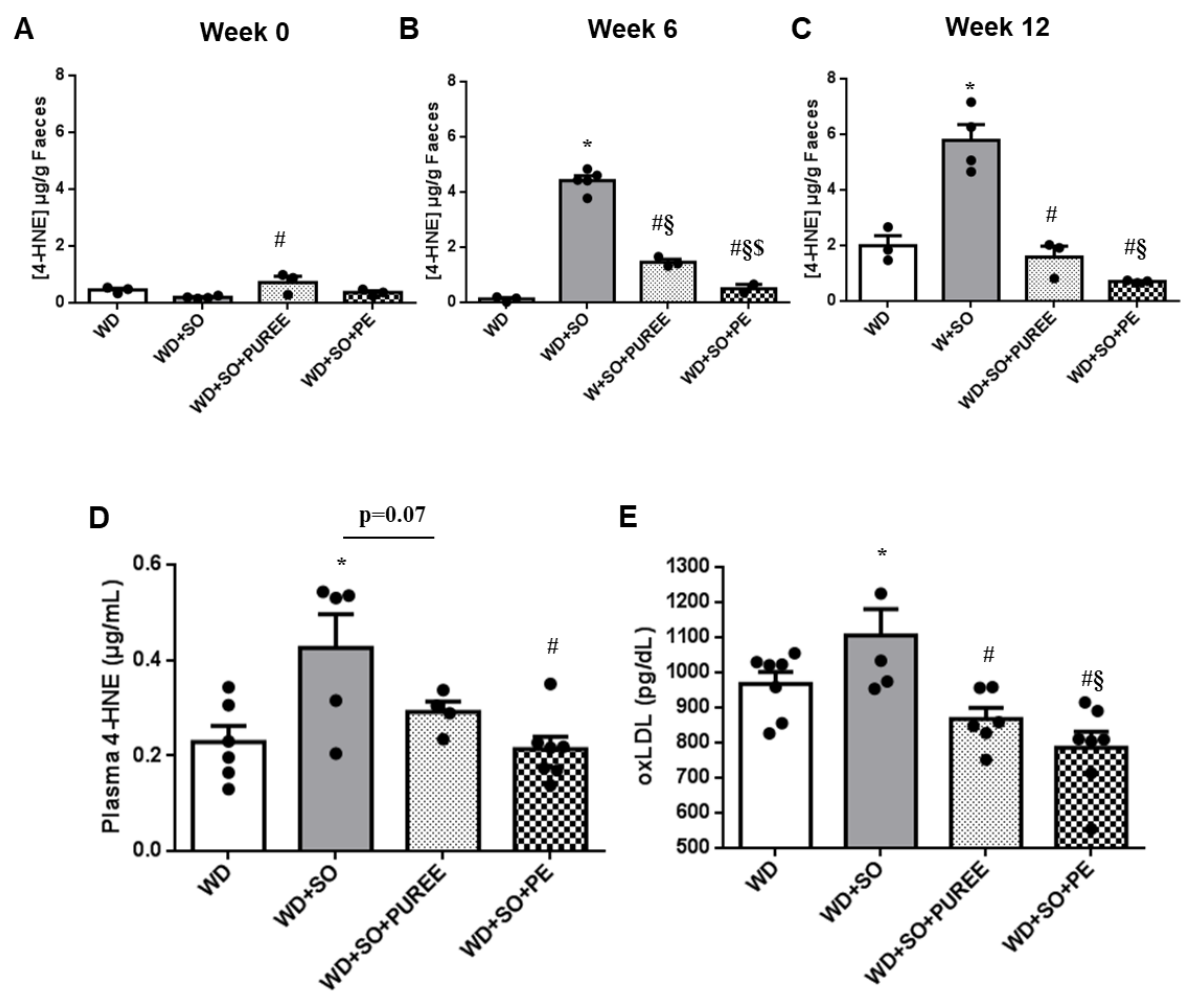 A
Week 0
[4-HNE] µg/g Faeces
8
6
4
2
0
#
WD
WD+SO
WD+SO+PUREE
WD+SO+PE
B
Week 6
[4-HNE] µg/g Faeces
8
6
4
2
0
*
#§
#§$
WD
WD+SO
W+SO+PUREE
WD+SO+PE
C
Week 12
[4-HNE] µg/g Faeces
8
6
4
2
0
*
#
#§
WD
W+SO
WD+SO+PUREE
WD+SO+PE
D
p=0.07
Plasma 4-HNE (µg/mL)
0.6
0.4
0.2
0.0
*
#
WD
WD+SO
WD+SO+PUREE
WD+SO+PE
E
oxLDL (pg/dL)
1300
1200
1100
1000
900
800
700
600
500
*
#
#§
WD
WD+SO
WD+SO+PUREE
WD+SO+PE